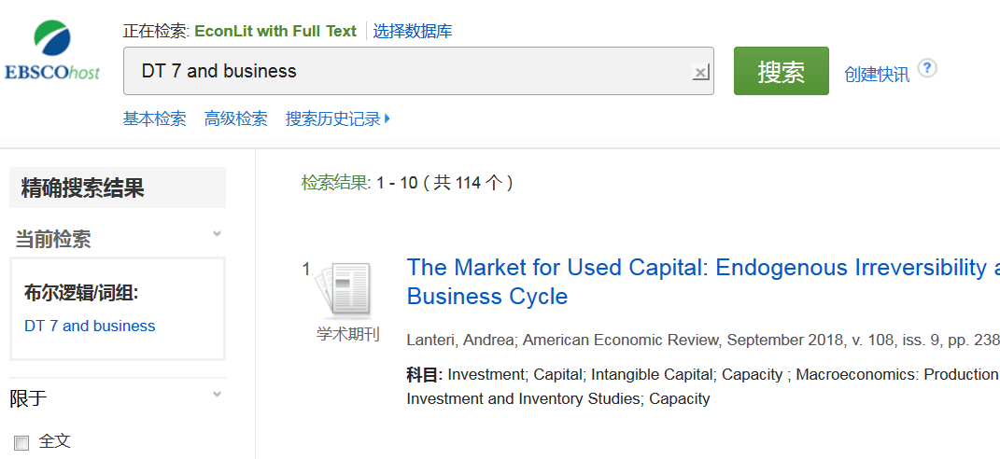 正在检索: EconLit with Full Text 选择数据库
EBSCOhost
DT 7 and business
搜索
创建快讯 ?
基本检索 高级检索 搜索历史记录
精确搜索结果
当前检索
布尔逻辑/词组:
DT 7 and business
限于
全文
检索结果: 1 - 10 ( 共 114 个 )
1.
学术期刊
The Market for Used Capital: Endogenous Irreversibility a
Business Cycle
Lanteri, Andrea; American Economic Review, September 2018, v. 108, iss. 9, pp. 238
科目: Investment; Capital; Intangible Capital; Capacity ; Macroeconomics: Production
Investment and Inventory Studies; Capacity